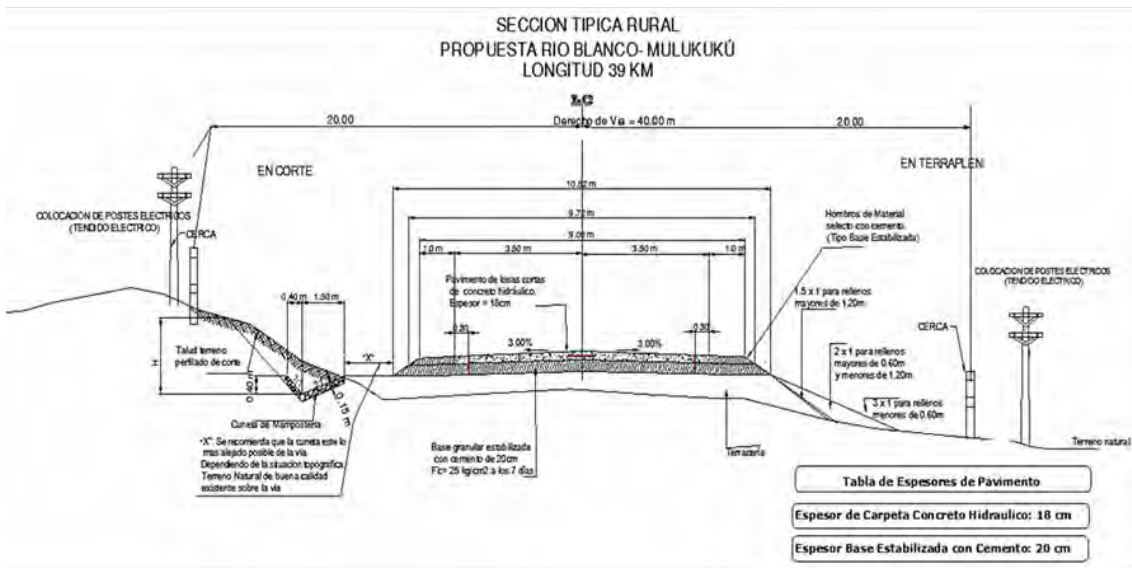 SECCION TIPICA RURAL
PROPUESTA RIO BLANCO- MULUKUKÚ
LONGITUD 39 KM
LC
20.00
Derecho de Via = 40.00 m
20.00
EN CORTE
EN TERRAPLEN
10.52 m
9.72 m
9.00 m
1.0 m
3.50 m
3.50 m
1.0 m
COLOCACION DE POSTES ELECTRICOS
(TENDIDO ELECTRICO)
CERCA
Hombros de Material
selecto con cemento.
(Tipo Base Estabilizada)
COLOCACION DE POSTES ELECTRICOS
(TENDIDO ELECTRICO)
Pavimento de losas cortas
de concreto hidráulico.
Espesor = 18cm
1.5 x 1 para rellenos
mayores de 1.20m
0.40 m
1.50 m
0.30
0.30
3.00%
3.00%
CERCA
Talud terreno
perfilado de corte
H
"X"
2 x 1 para rellenos
mayores de 0.60m
y menores de 1.20m
3 x 1 para rellenos
menores de 0.60m
0.15 m
Cuneta de Mamposteria
"X". Se recomienda que la cuneta este lo
mas alejado posible de la via.
Dependiendo de la situacion topográfica.
Terreno Natural de buena calidad
existente sobre la via
Base granular estabilizada
con cemento de 20cm
F'c= 25 kg/cm2 a los 7 días
Terraceria
Terreno natural
Tabla de Espesores de Pavimento
Espesor de Carpeta Concreto Hidraulico: 18 cm
Espesor Base Estabilizada con Cemento: 20 cm